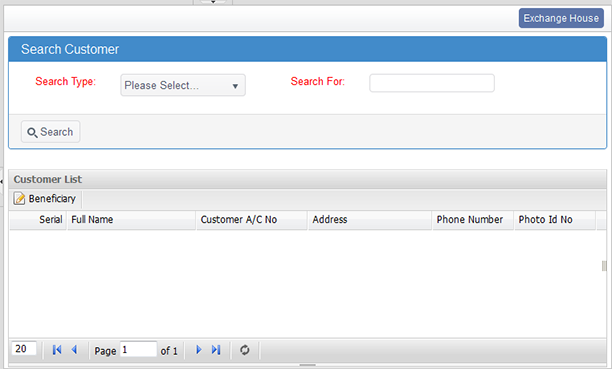 Exchange House
Search Customer
Search Type: Please Select... Search For:
Search
Customer List
Beneficiary
Serial Full Name Customer A/C No Address Phone Number Photo Id No
20 Page 1 of 1